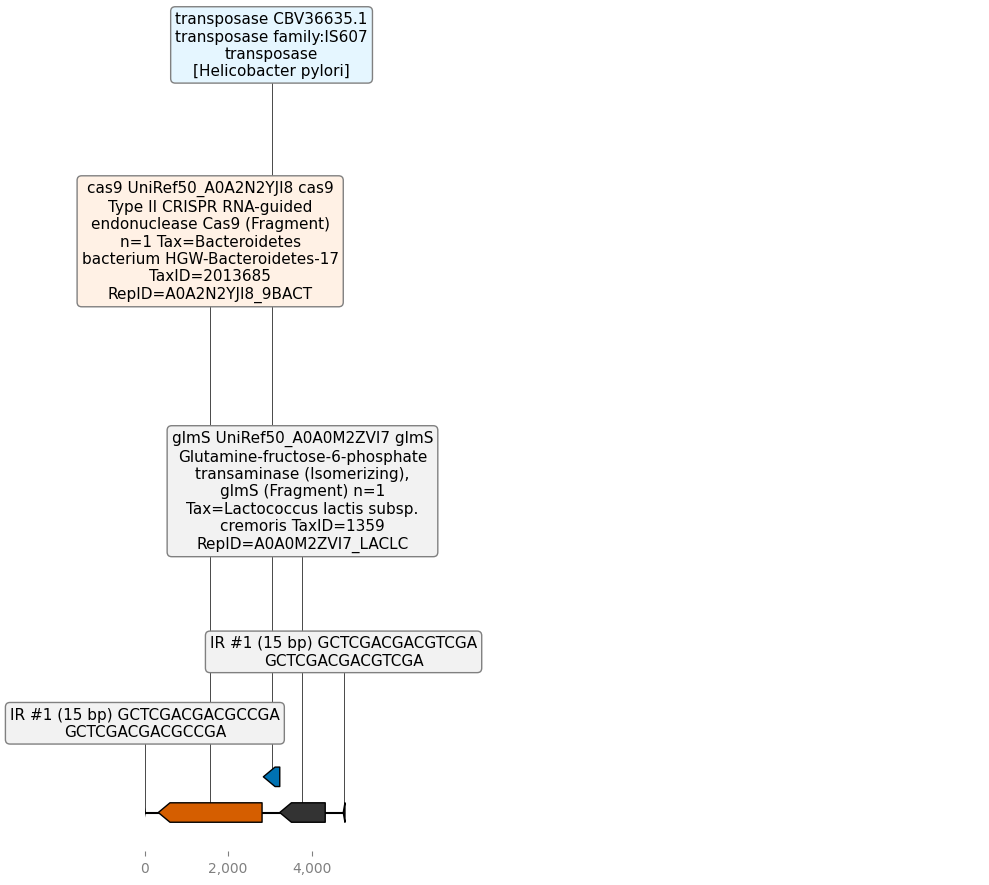 transposase CBV36635.1
transposase family:IS607
transposase
[Helicobacter pylori]
cas9 UniRef50_A0A2N2YJI8 cas9
Type II CRISPR RNA-guided
endonuclease Cas9 (Fragment)
n=1 Tax=Bacteroidetes
bacterium HGW-Bacteroidetes-17
TaxID=2013685
RepID=A0A2N2YJI8_9BACT
glmS UniRef50_A0A0M2ZVI7 glmS
Glutamine-fructose-6-phosphate
transaminase (Isomerizing),
glmS (Fragment) n=1
Tax=Lactococcus lactis subsp.
cremoris TaxID=1359
RepID=A0A0M2ZVI7_LACLC
IR #1 (15 bp) GCTCGACGACGTCGA
GCTCGACGACGTCGA
IR #1 (15 bp) GCTCGACGACGCCGA
GCTCGACGACGCCGA
0
2,000
4,000